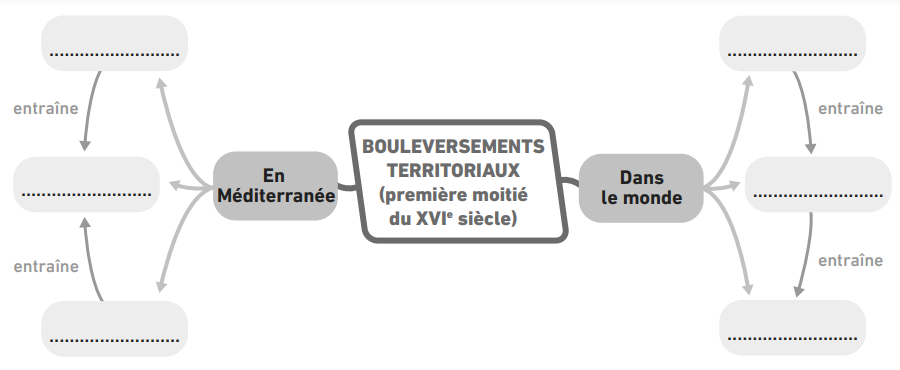 ..........................
..........................
entraîne
entraîne
BOULEVERSEMENTS
TERRITORIAUX
(première moitié
du XVIe siècle)
En
Méditerranée
Dans
le monde
..........................
..........................
entraîne
entraîne
..........................
..........................